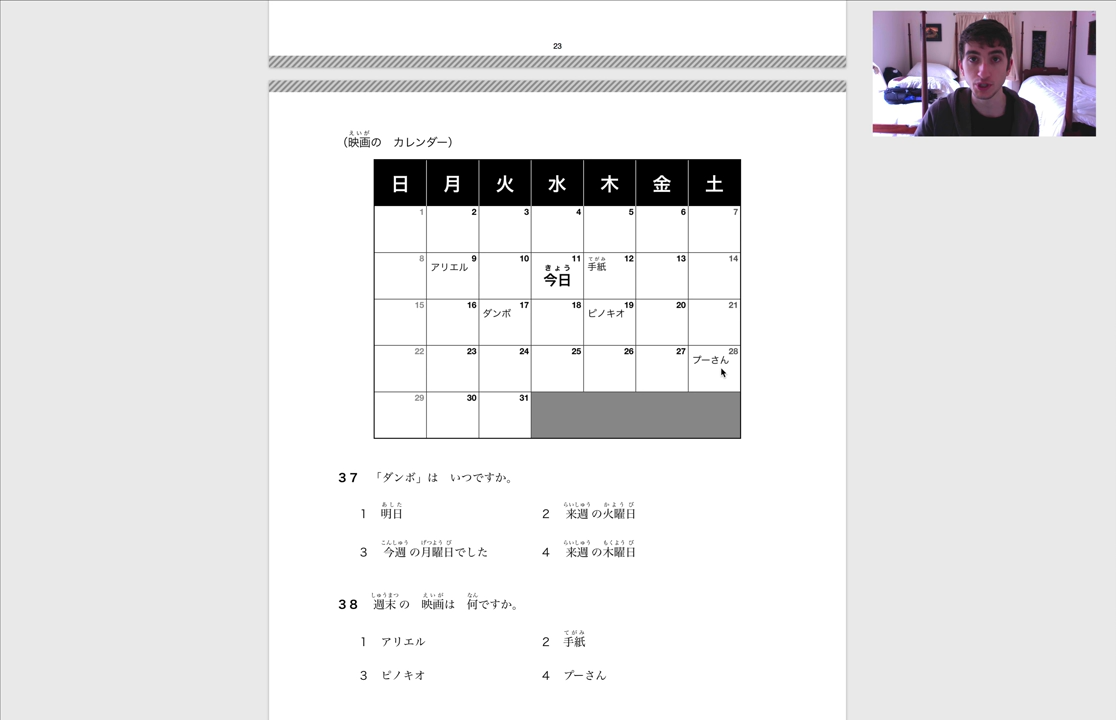 23
（映画の　カレンダー）
えいが
日 月 火 水 木 金 土
1 2 3 4 5 6 7
8 9 10 11 12 13 14
アリエル きょう 今日 てがみ 手紙
15 16 17 18 19 20 21
ダンボ ピノキオ
22 23 24 25 26 27 28
プーさん
29 30 31
３７　「ダンボ」は　いつですか。
あした
1　明日
らいしゅう かようび
2　来週の火曜日
こんしゅう げつようび
3　今週の月曜日でした
らいしゅう もくようび
4　来週の木曜日
しゅうまつ えいが なん
３８　週末の　映画は　何ですか。
1　アリエル
てがみ
2　手紙
3　ピノキオ
4　プーさん